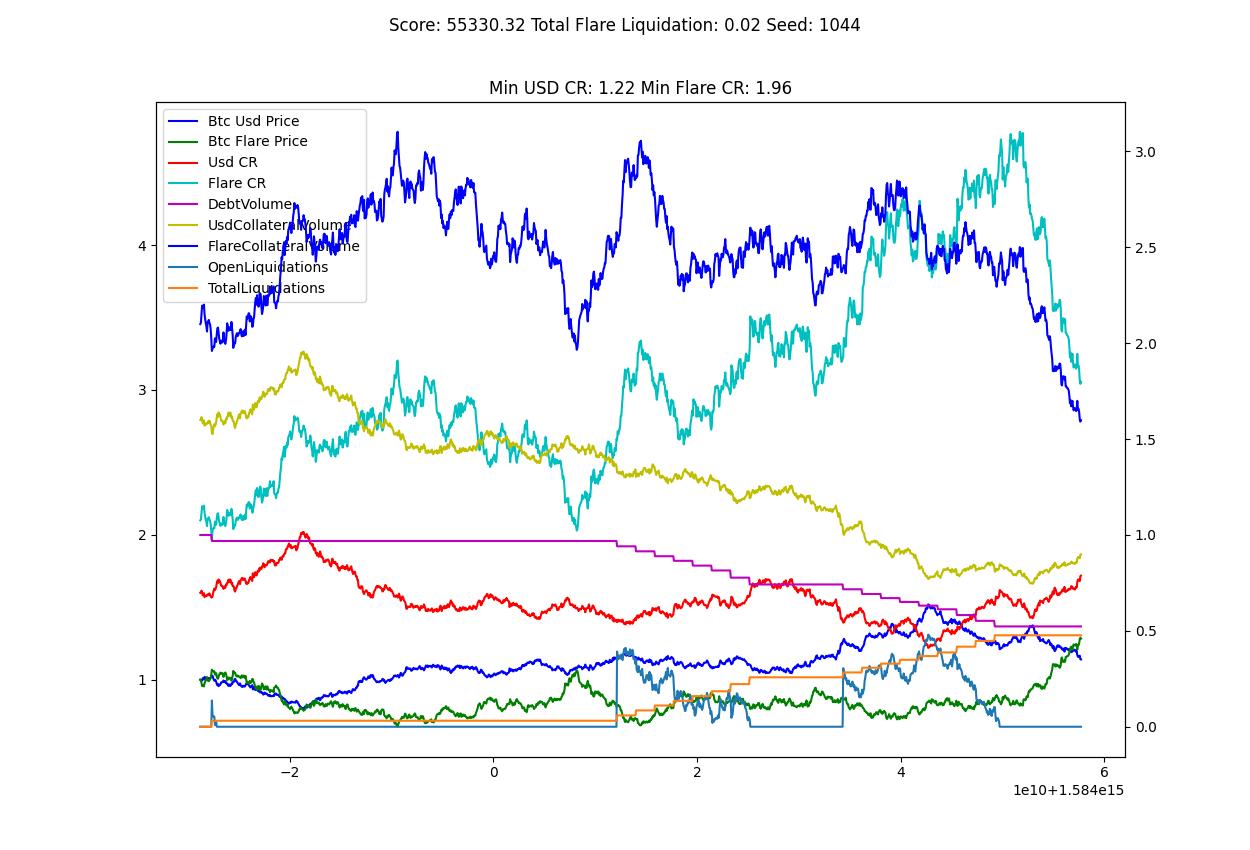 Score: 55330.32 Total Flare Liquidation: 0.02 Seed: 1044
Min USD CR: 1.22 Min Flare CR: 1.96
Btc Usd Price
Btc Flare Price
Usd CR
Flare CR
DebtVolume
UsdCollateralVolume
FlareCollateralVolume
OpenLiquidations
TotalLiquidations
4
3
2
1
3.0
2.5
2.0
1.5
1.0
0.5
0.0
−2
0
2
4
6
1e10+1.584e15